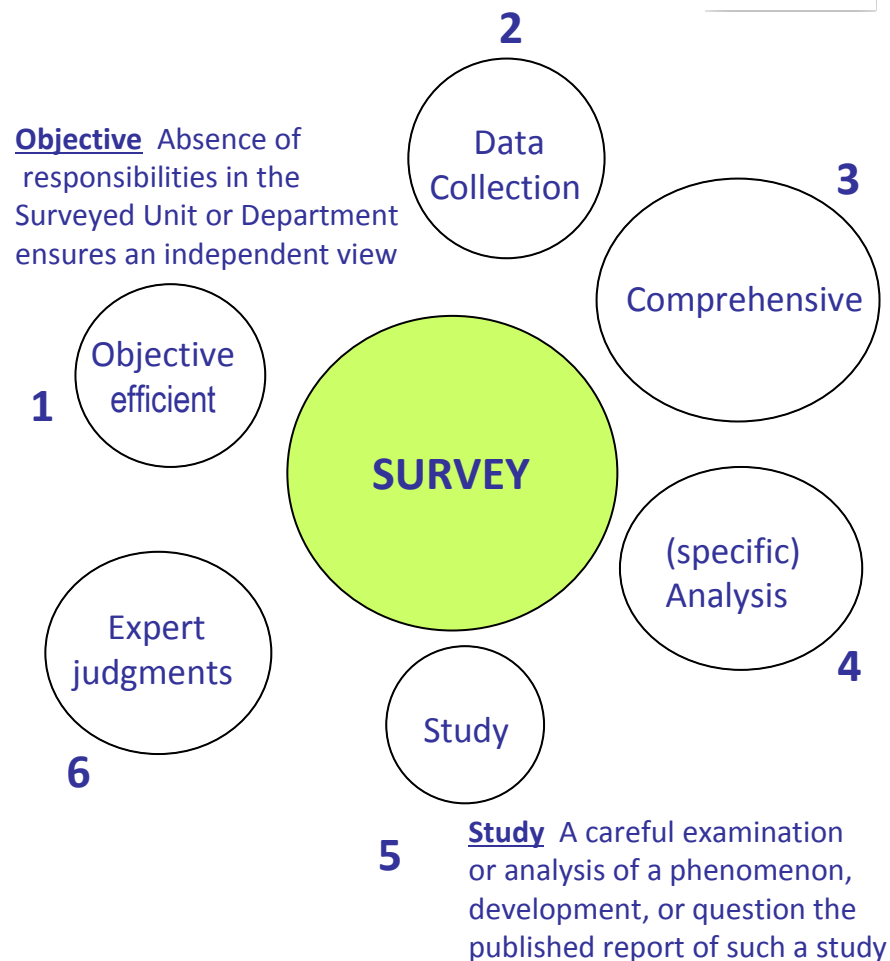 2
Data
Collection
Objective Absence of
responsibilities in the
Surveyed Unit or Department
ensures an independent view
3
Comprehensive
Objective
efficient
1
SURVEY
(specific)
Analysis
4
Expert
judgments
6
Study
5
Study A careful examination
or analysis of a phenomenon,
development, or question the
published report of such a study